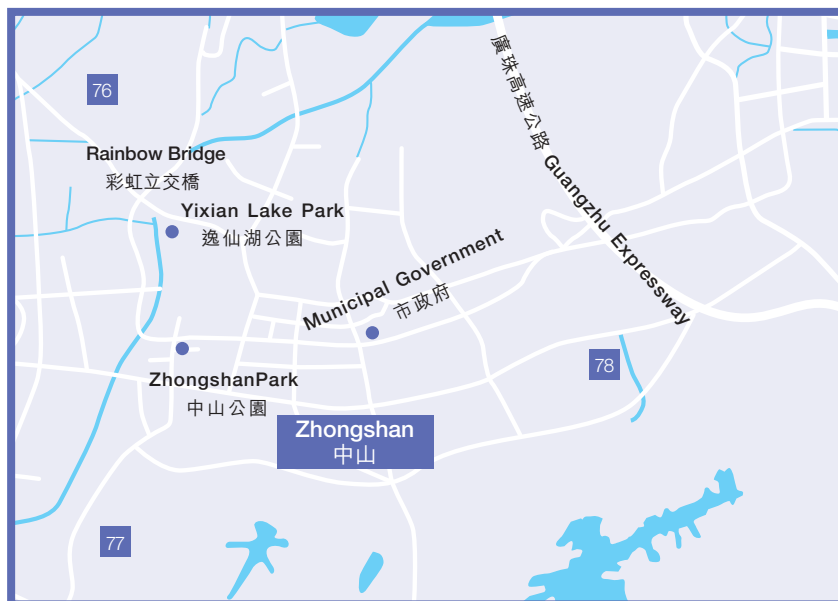 76
廣珠高速公路 Guangzhu Expressway
Rainbow Bridge
彩虹立交橋
Yixian Lake Park
逸仙湖公園
Municipal Government
市政府
78
ZhongshanPark
中山公園
Zhongshan
中山
77